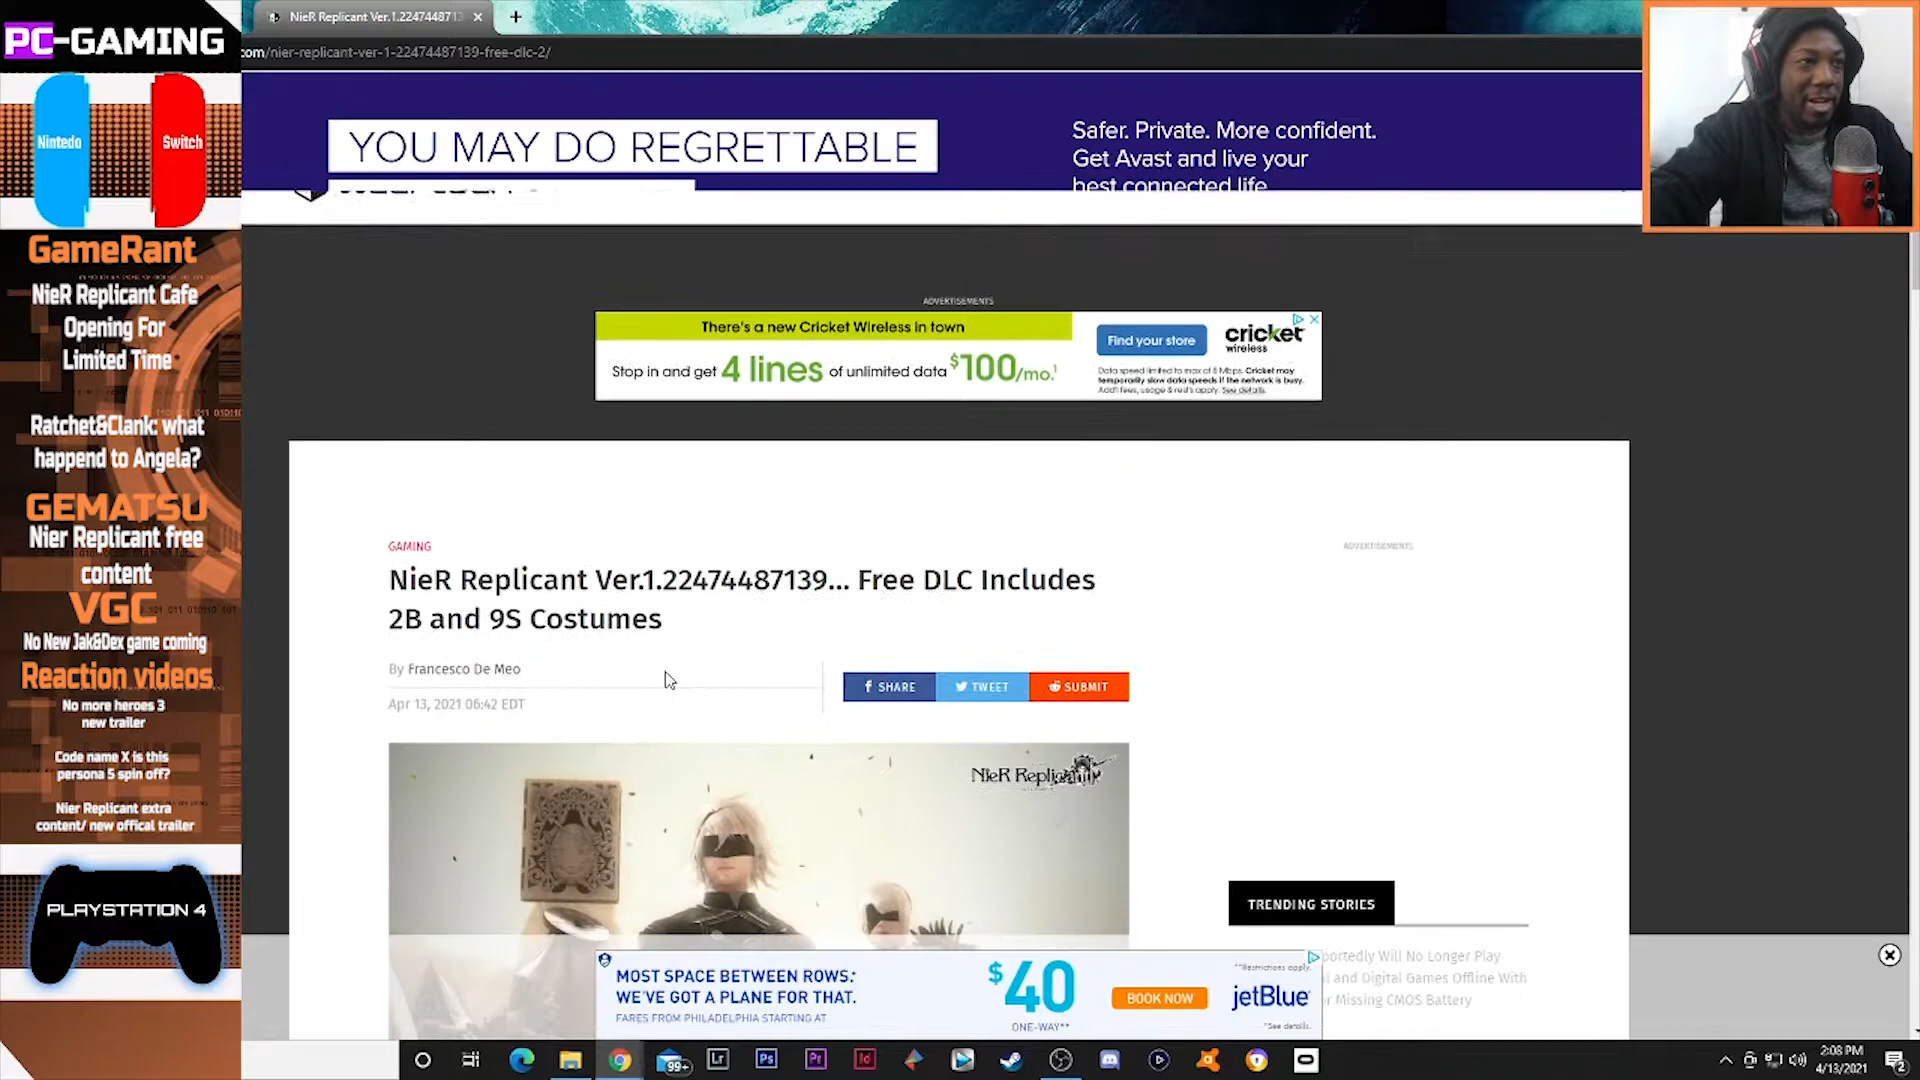 PC-GAMING
Nintedo
Switch
GameRant
NieR Replicant Cafe
Opening For
Limited Time
Ratchet&Clank: what
happend to Angela?
GEMATSU
Nier Replicant free
content
VGC
No New Jak&Dex game coming
Reaction videos
No more heroes 3
new trailer
Code name X is this
persona 5 spin off?
Nier Replicant extra
content/ new offical trailer
PLAYSTATION 4
NieR Replicant Ver.1.2247448713
com/nier-replicant-ver-1-22474487139-free-dlc-2/
YOU MAY DO REGRETTABLE
Safer. Private. More confident.
Get Avast and live your
best connected life
ADVERTISEMENTS
There's a new Cricket Wireless in town
Stop in and get 4 lines of unlimited data $100/mo.¹
Find your store
cricket
wireless
Data speed limited to max of 8 Mbps. Cricket may
temporarily slow data speeds if the network is busy.
Add'l fees, usage & rest's apply. See details.
GAMING
NieR Replicant Ver.1.22474487139... Free DLC Includes
2B and 9S Costumes
By Francesco De Meo
Apr 13, 2021 06:42 EDT
SHARE
TWEET
SUBMIT
ADVERTISEMENTS
NieR Replicant
TRENDING STORIES
portedly Will No Longer Play
l and Digital Games Offline With
or Missing CMOS Battery
MOST SPACE BETWEEN ROWS.*
WE'VE GOT A PLANE FOR THAT.
FARES FROM PHILADELPHIA STARTING AT
$40
ONE-WAY**
BOOK NOW
**Restrictions apply.
jetBlue
*See details.
99+
Lr
Ps
Pr
Id
2:08 PM
4/13/2021
2